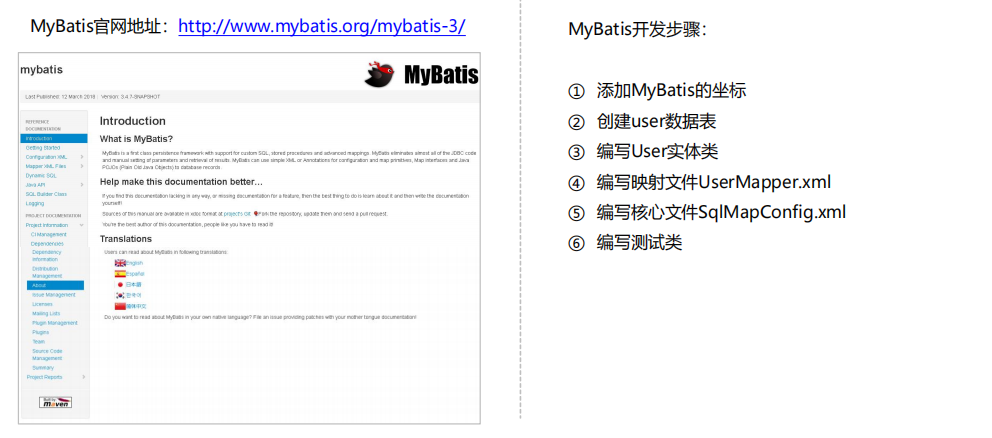 MyBatis官网地址：http://www.mybatis.org/mybatis-3/
mybatis
MyBatis
Last Published: 12 March 2018 | Version: 3.4.7-SNAPSHOT
REFERENCE
DOCUMENTATION
Introduction
Getting Started
Configuration XML
Mapper XML Files
Dynamic SQL
Java API
SQL Builder Class
Logging
PROJECT DOCUMENTATION
Project Information
CI Management
Dependencies
Dependency
Information
Distribution
Management
About
Issue Management
Licenses
Mailing Lists
Plugin Management
Plugins
Team
Source Code
Management
Summary
Project Reports
Built by
maven
Introduction
What is MyBatis?
MyBatis is a first class persistence framework with support for custom SQL, stored procedures and advanced mappings. MyBatis eliminates almost all of the JDBC code
and manual setting of parameters and retrieval of results. MyBatis can use simple XML or Annotations for configuration and map primitives, Map interfaces and Java
POJOs (Plain Old Java Objects) to database records.
Help make this documentation better…
If you find this documentation lacking in any way, or missing documentation for a feature, then the best thing to do is learn about it and then write the documentation
yourself!
Sources of this manual are available in xdoc format at project's Git From the repository, update them and send a pull request.
You're the best author of this documentation, people like you have to read it!
Translations
Users can read about MyBatis in following translations:
English
Español
日本語
한국어
简体中文
Do you want to read about MyBatis in your own native language? File an issue providing patches with your mother tongue documentation!
MyBatis开发步骤：
① 添加MyBatis的坐标
② 创建user数据表
③ 编写User实体类
④ 编写映射文件UserMapper.xml
⑤ 编写核心文件SqlMapConfig.xml
⑥ 编写测试类